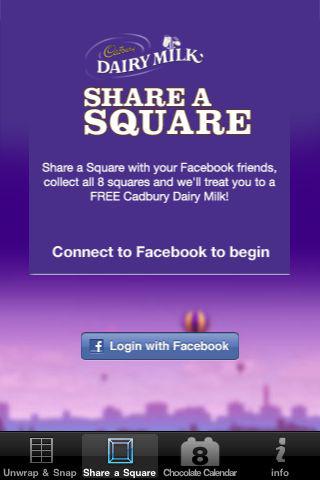 Cadbury
DAIRY MILK
SHARE A
SQUARE
Share a Square with your Facebook friends,
collect all 8 squares and we'll treat you to a
FREE Cadbury Dairy Milk!
Connect to Facebook to begin
f Login with Facebook
8
Unwrap & Snap Share a Square Chocolate Calendar info